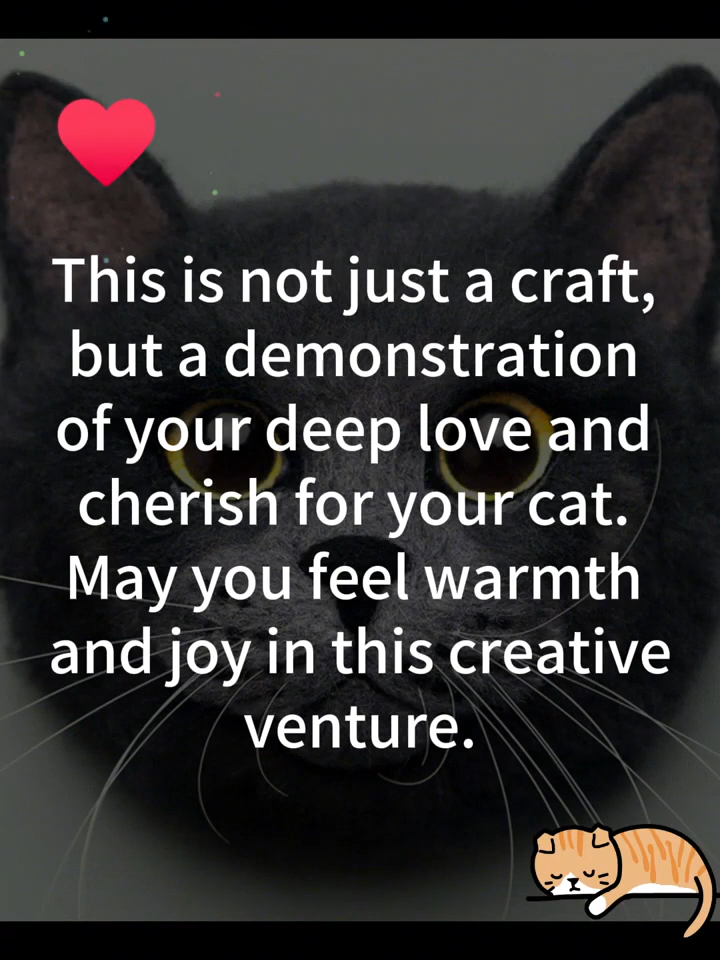 This is not just a craft,
but a demonstration
of your deep love and
cherish for your cat.
May you feel warmth
and joy in this creative
venture.